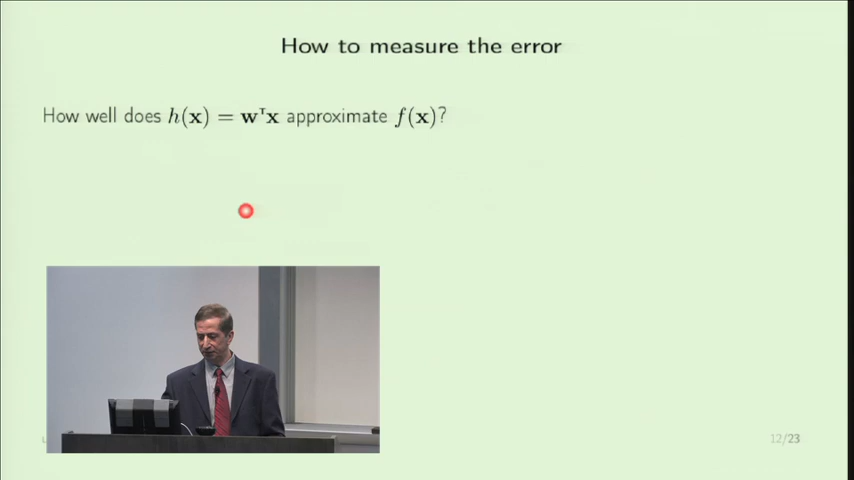 How to measure the error
How well does h(x) = wᵀx approximate f(x)?
12/23